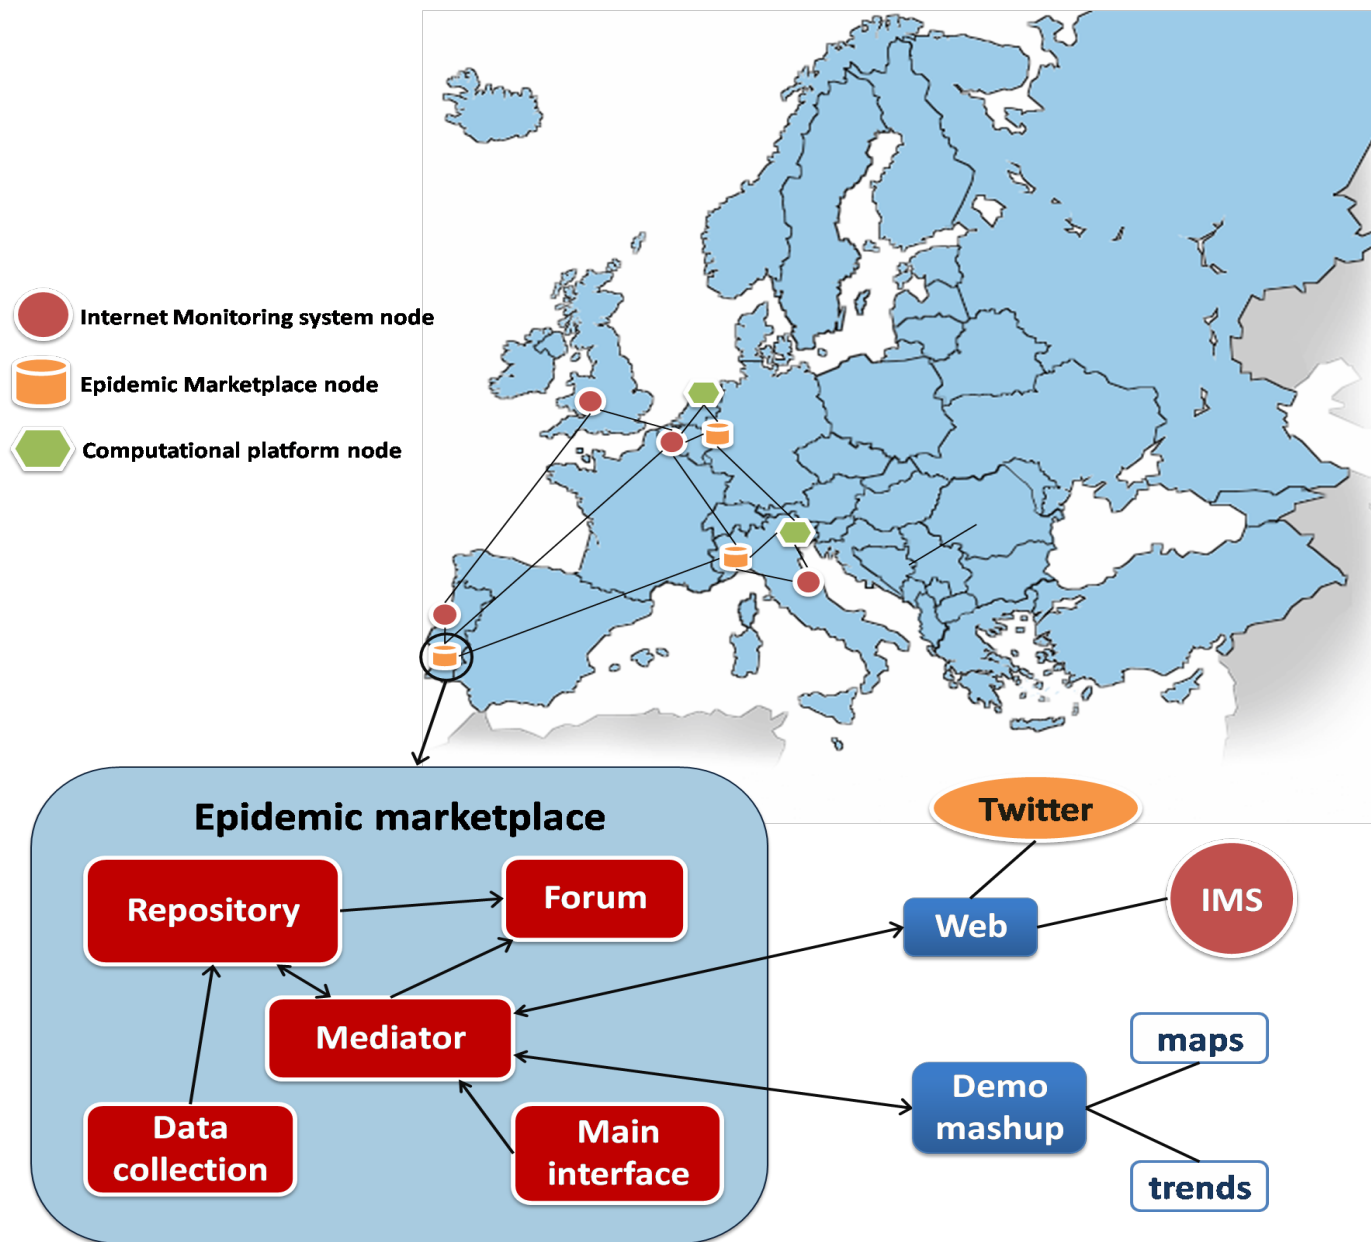 Internet Monitoring system node
Epidemic Marketplace node
Computational platform node
Epidemic marketplace
Twitter
Repository
Forum
Web
IMS
Mediator
maps
Data
collection
Main
interface
Demo
mashup
trends